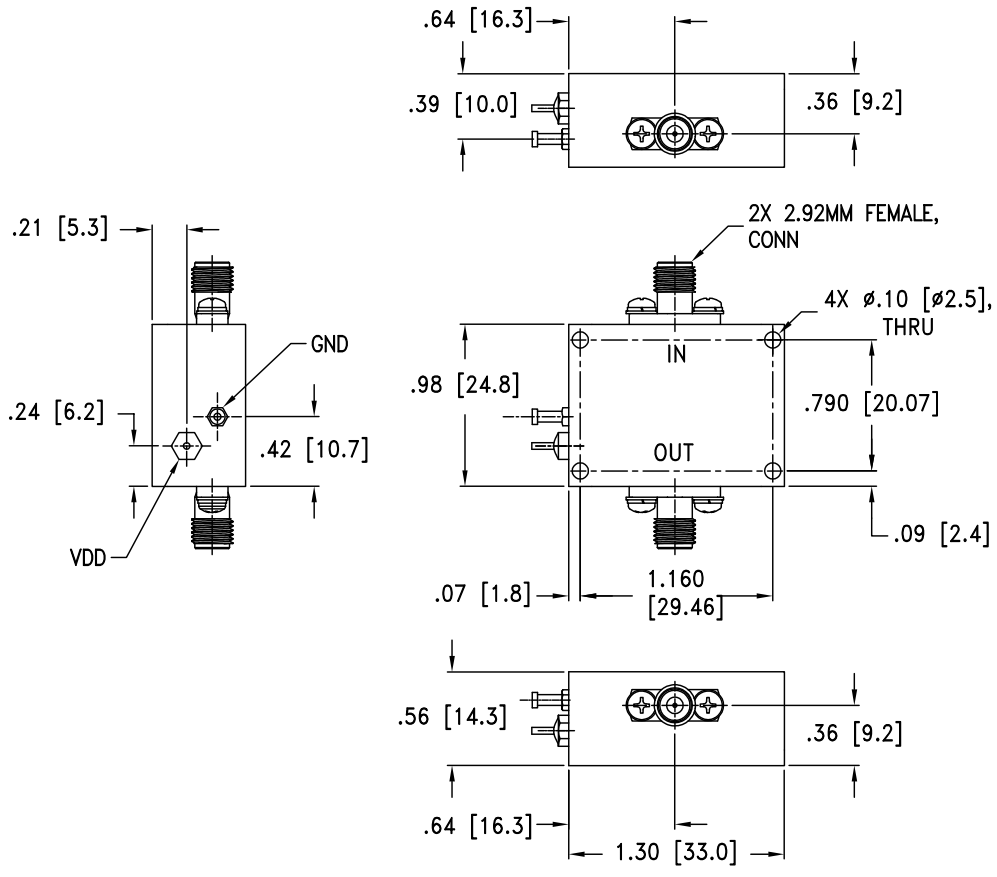 .64 [16.3]
.39 [10.0]
.36 [9.2]
.21 [5.3]
2X 2.92MM FEMALE,
CONN
4X ø.10 [ø2.5],
THRU
GND
IN
.98 [24.8]
.790 [20.07]
.24 [6.2]
.42 [10.7]
OUT
VDD
.09 [2.4]
.07 [1.8]
1.160
[29.46]
.56 [14.3]
.36 [9.2]
.64 [16.3]
1.30 [33.0]